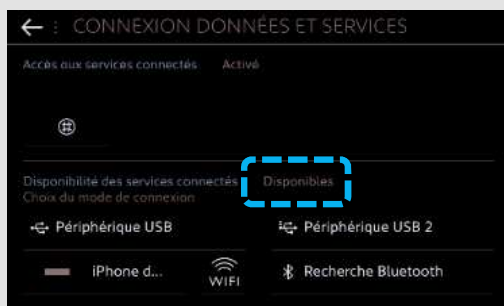 CONNEXION DONNÉES ET SERVICES
Accès aux services connectés Activé
Disponibilité des services connectés Disponibles
Choix du mode de connexion
Périphérique USB
Périphérique USB 2
iPhone d...
WIFI
Recherche Bluetooth